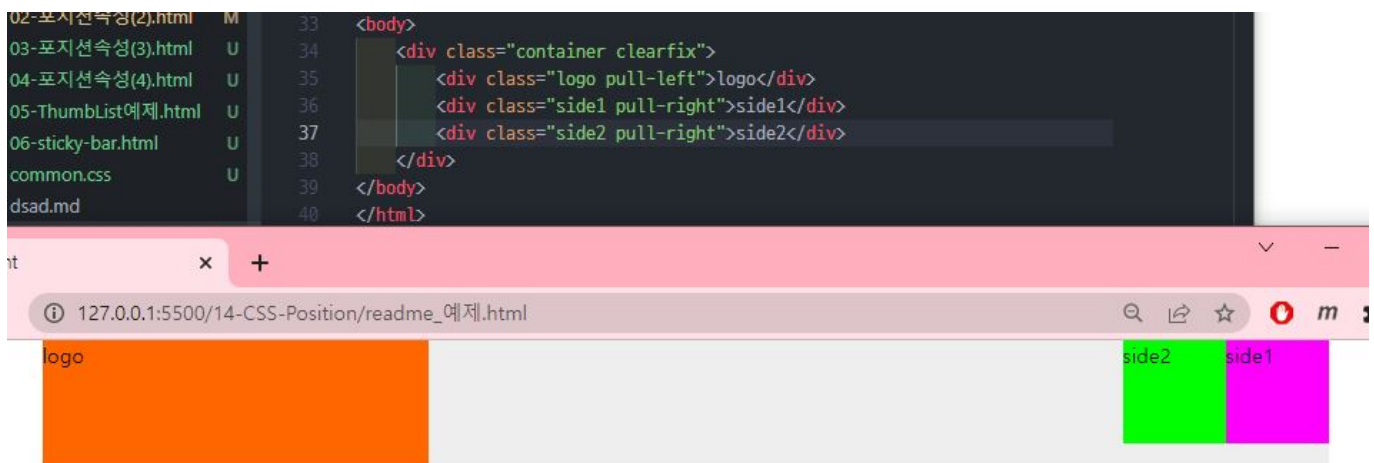 02-포지션속성(2).html M
03-포지션속성(3).html U
04-포지션속성(4).html U
05-ThumbList예제.html U
06-sticky-bar.html U
common.css U
dsad.md
33 <body>
34 <div class="container clearfix">
35 <div class="logo pull-left">logo</div>
36 <div class="side1 pull-right">side1</div>
37 <div class="side2 pull-right">side2</div>
38 </div>
39 </body>
40 </html>
nt × +
127.0.0.1:5500/14-CSS-Position/readme_예제.html
m
logo side2 side1